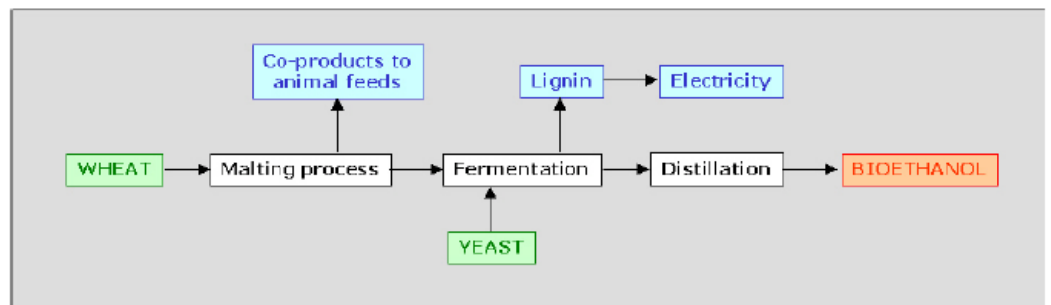 Co-products to
animal feeds
Lignin
Electricity
WHEAT
Malting process
Fermentation
Distillation
BIOETHANOL
YEAST